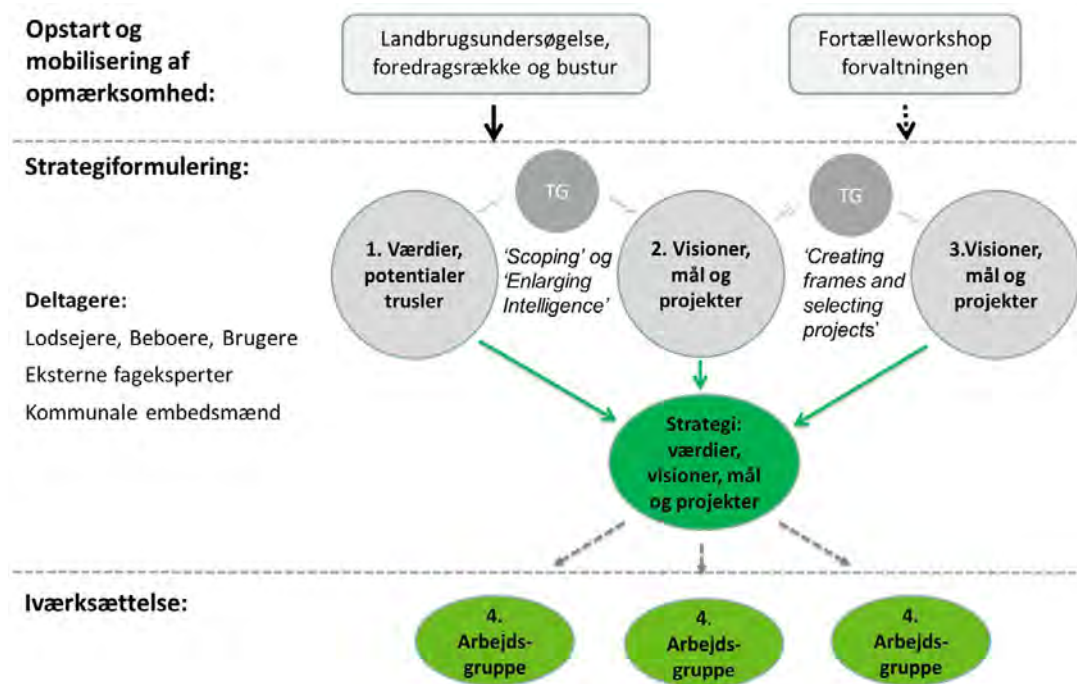 Opstart og
mobilisering af
opmærksomhed:
Landbrugsundersøgelse,
foredragsrække og bustur
Fortælleworkshop
forvaltningen
Strategiformulering:
TG
TG
1. Værdier,
potentialer
trusler
'Scoping' og
'Enlarging
Intelligence'
2. Visioner,
mål og
projekter
'Creating
frames and
selecting
projects'
3.Visioner,
mål og
projekter
Deltagere:
Lodsejere, Beboere, Brugere
Eksterne fageksperter
Kommunale embedsmænd
Strategi:
værdier,
visioner, mål
og projekter
Iværksættelse:
4.
Arbejds-
gruppe
4.
Arbejds-
gruppe
4.
Arbejds-
gruppe